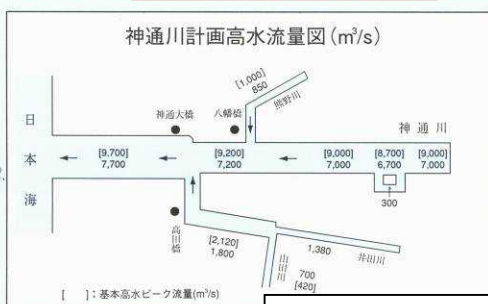 神通川計画高水流量図(m³/s)
[1,000]
850
熊野川
神通大橋
八幡橋
神通川
日本海
[9,700]
7,700
[9,200]
7,200
[9,000]
7,000
[8,700]
6,700
[9,000]
7,000
300
高田橋
[2,120]
1,800
1,380
井田川
山田川
700
[420]
[ ]:基本高水ピーク流量(m³/s)